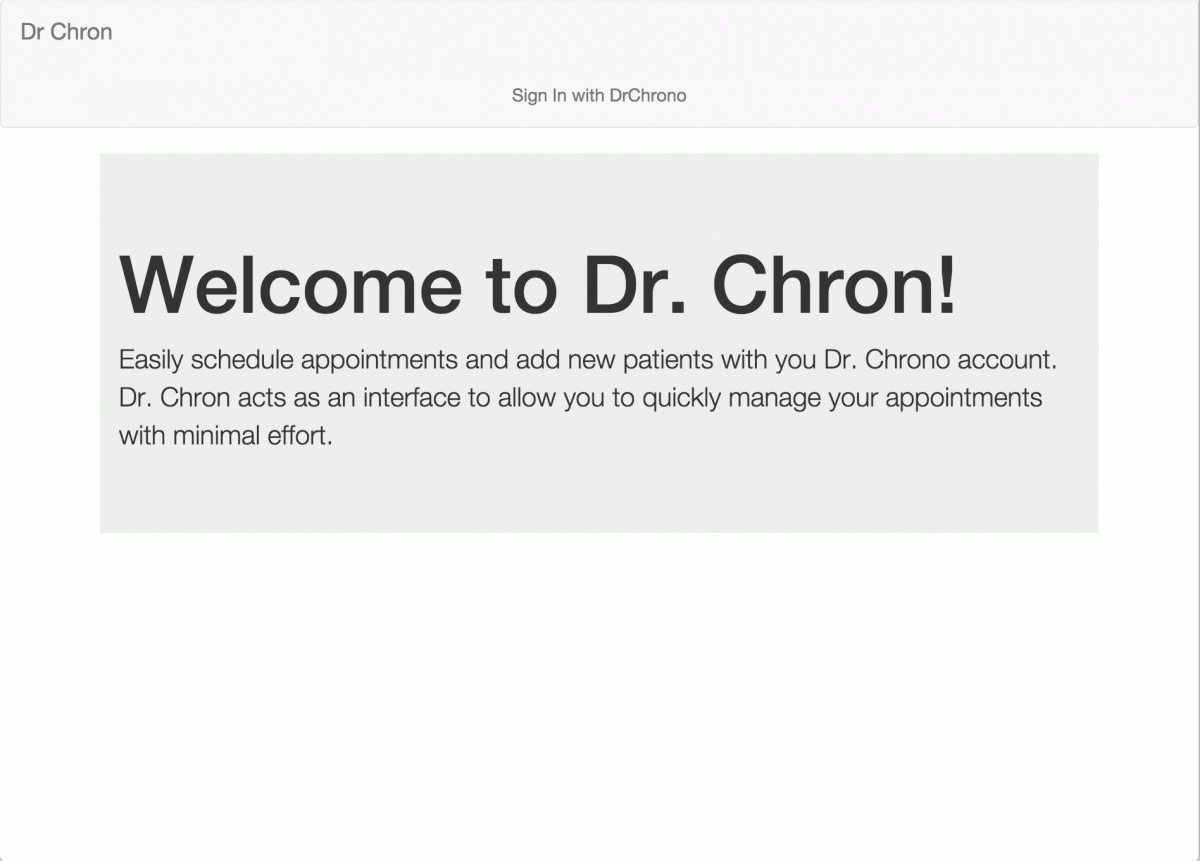 Dr Chron
Sign In with DrChrono
Welcome to Dr. Chron!
Easily schedule appointments and add new patients with you Dr. Chrono account.
Dr. Chron acts as an interface to allow you to quickly manage your appointments
with minimal effort.